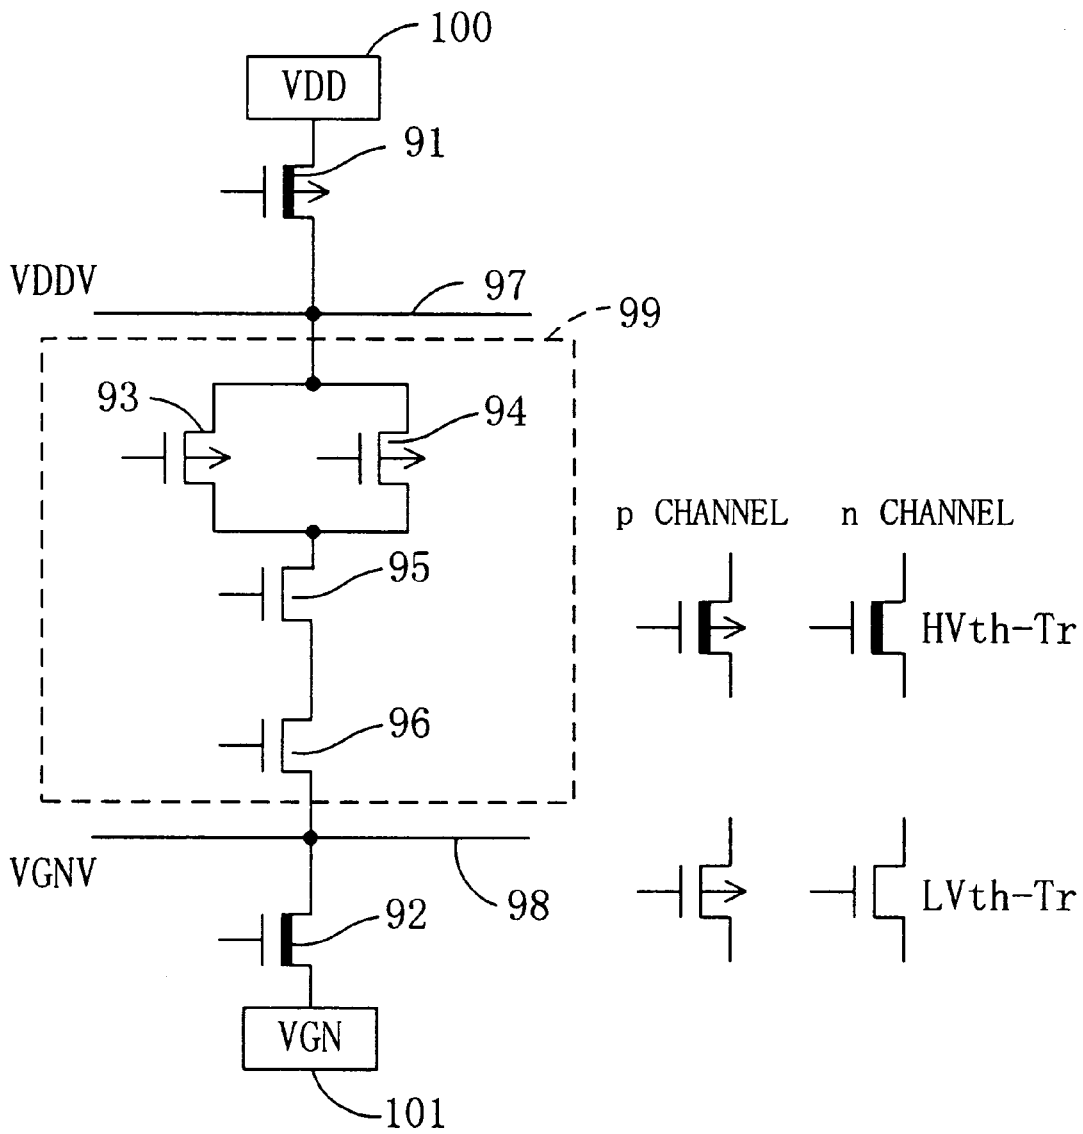 100
VDD
91
VDDV
97
99
93
94
p CHANNEL n CHANNEL
95
HVth-Tr
96
VGNV
98
LVth-Tr
92
VGN
101